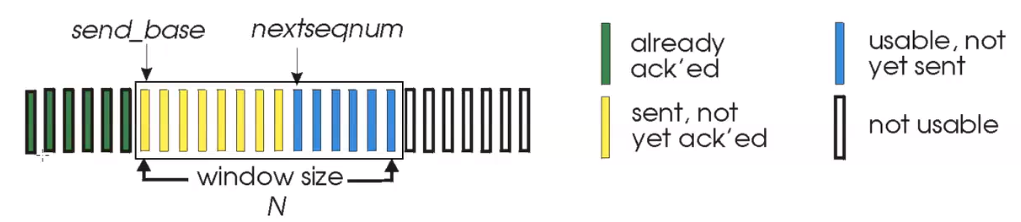 send_base
nextseqnum
window size
N
already
ack'ed
sent, not
yet ack'ed
usable, not
yet sent
not usable